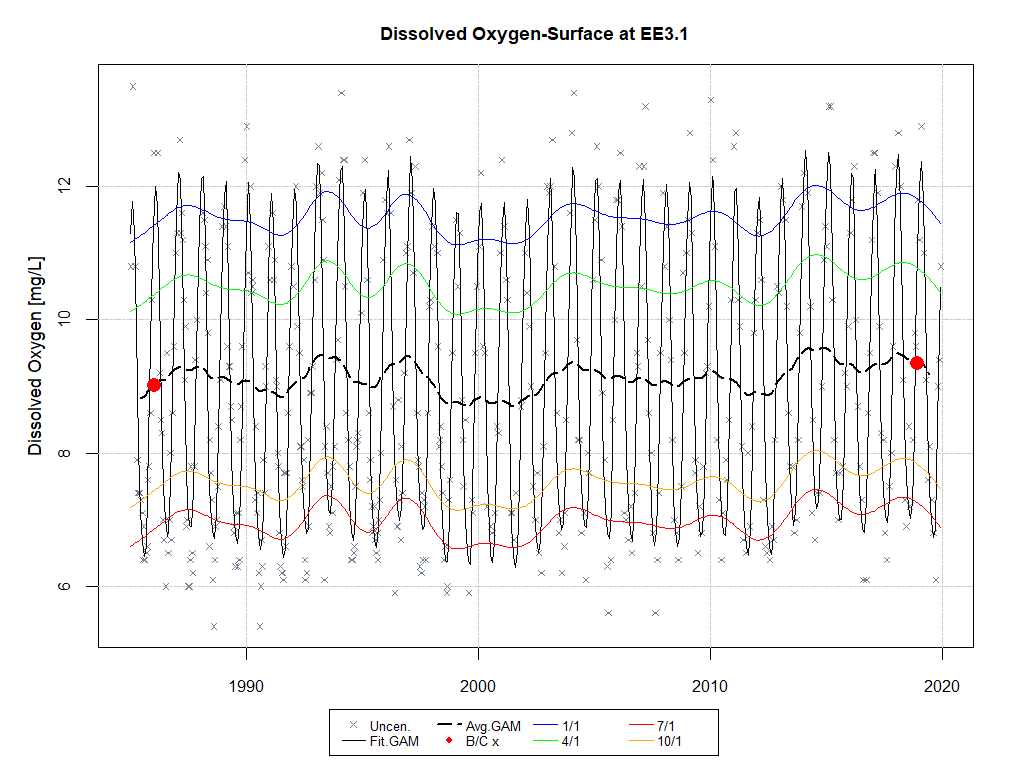 Dissolved Oxygen-Surface at EE3.1
Dissolved Oxygen [mg/L]
12
10
8
6
1990 2000 2010 2020
Uncen. Avg.GAM 1/1 7/1
Fit.GAM B/C x 4/1 10/1